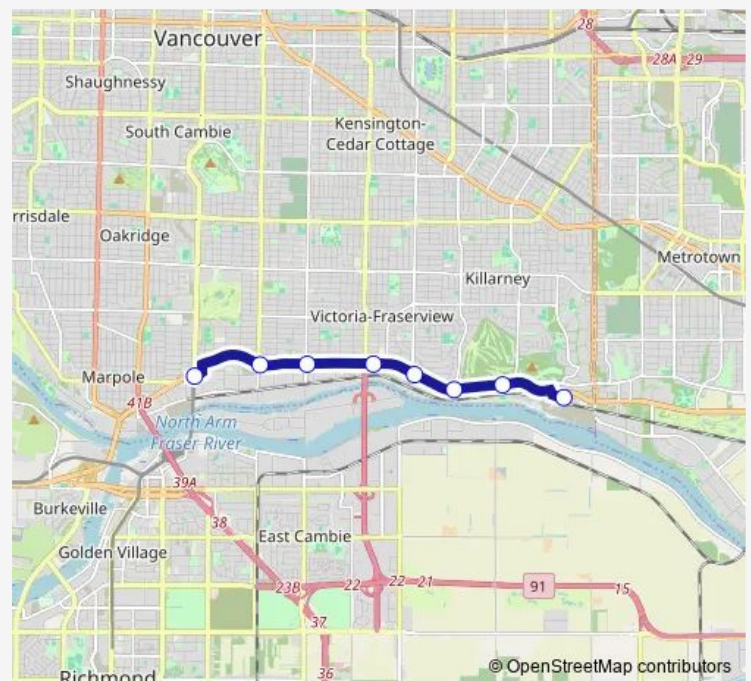 Vancouver
28
28A 29
Shaughnessy
South Cambie
Kensington-
Cedar Cottage
rrisdale
Oakridge
Metrotown
Killarney
Victoria-Fraserview
Marpole
41B
North Arm
Fraser River
39A
Burkeville
38
East Cambie
Golden Village
23B
22
22
21
91
15
37
36
Richmond
© OpenStreetMap contributors